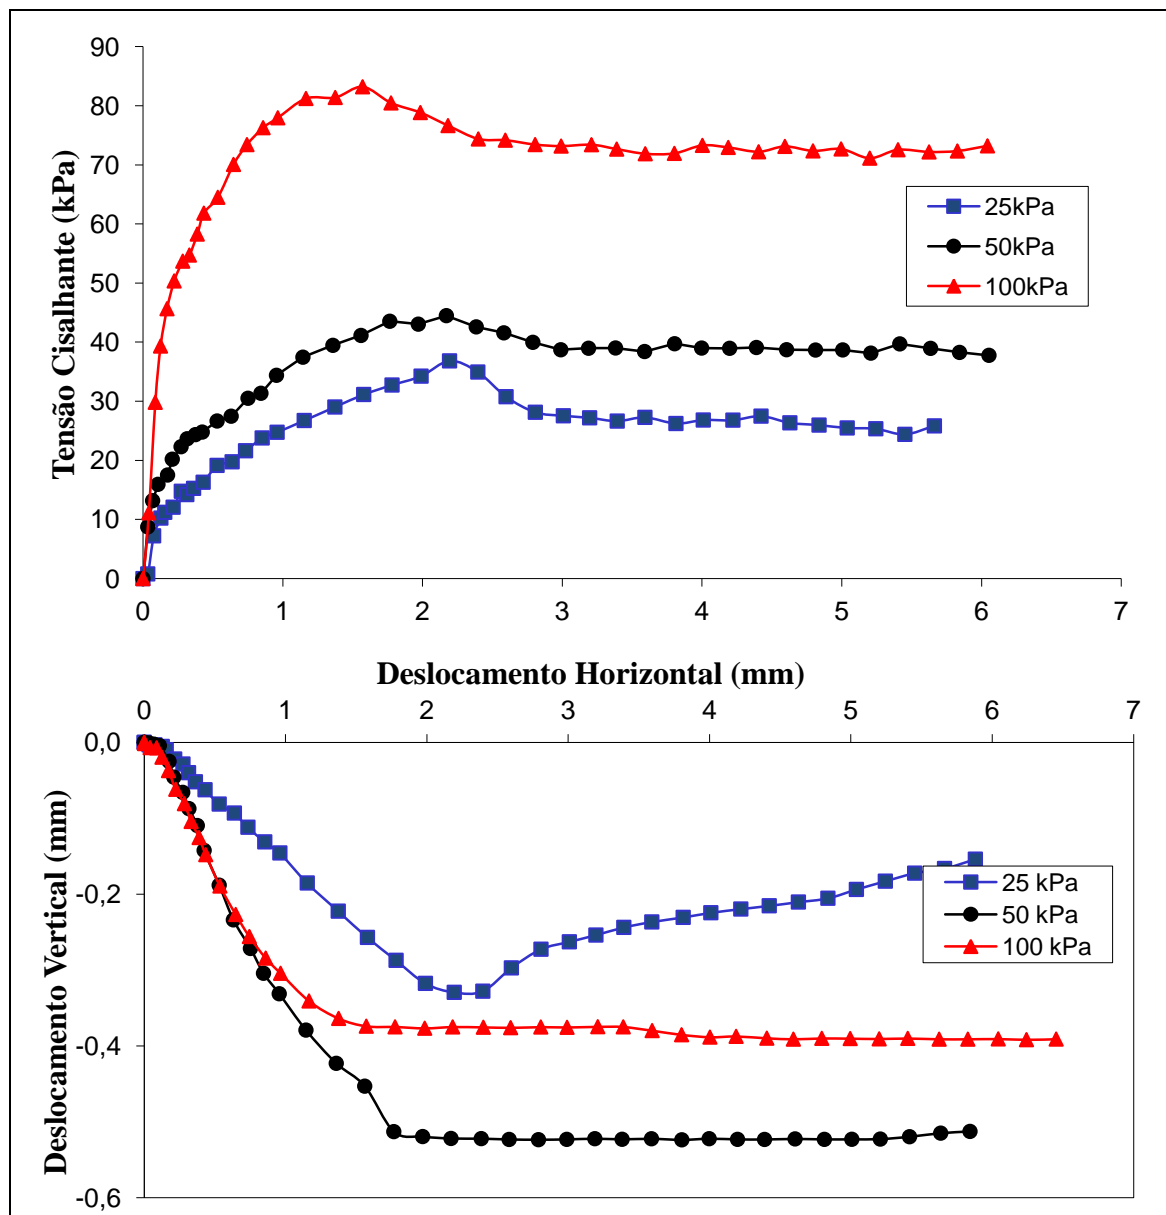 90
80
70
60
50
40
30
20
10
0
Tensão Cisalhante (kPa)
25kPa
50kPa
100kPa
0 1 2 3 4 5 6 7
Deslocamento Horizontal (mm)
0 1 2 3 4 5 6 7
0,0
-0,2
-0,4
-0,6
Deslocamento Vertical (mm)
25 kPa
50 kPa
100 kPa